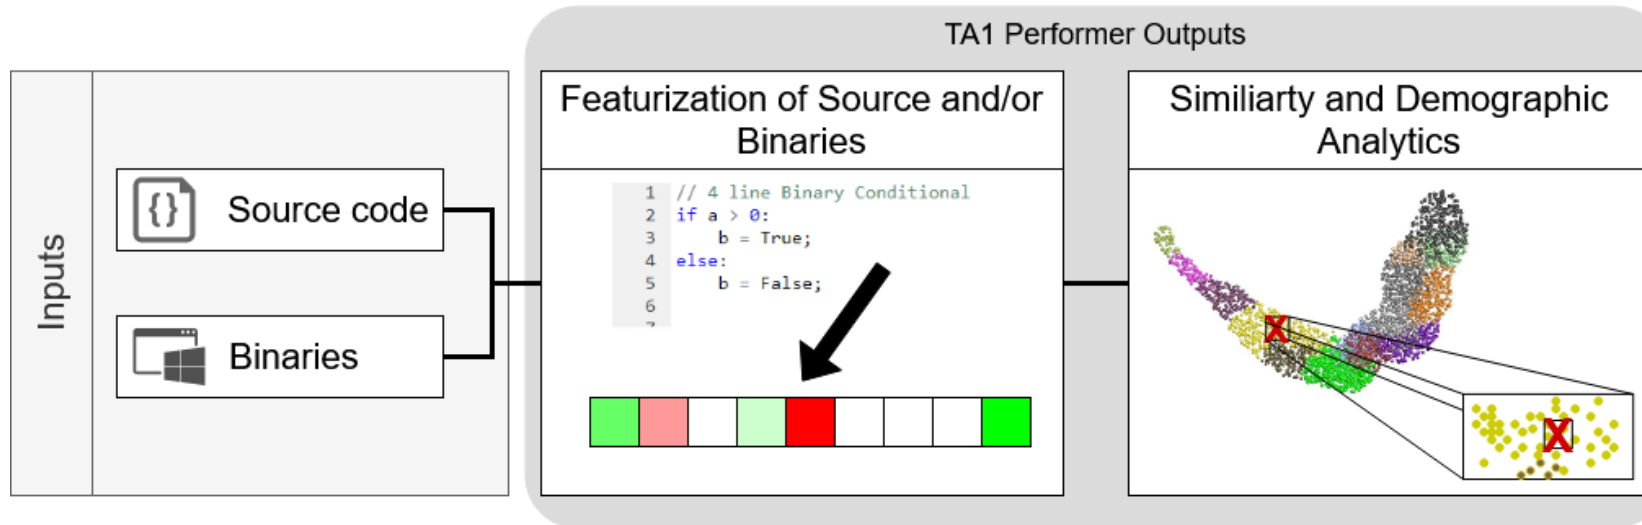 TA1 Performer Outputs
Inputs
Source code
Binaries
Featurization of Source and/or
Binaries
1 // 4 line Binary Conditional
2 if a > 0:
3 b = True;
4 else:
5 b = False;
6
7
Similiarty and Demographic
Analytics
X
X